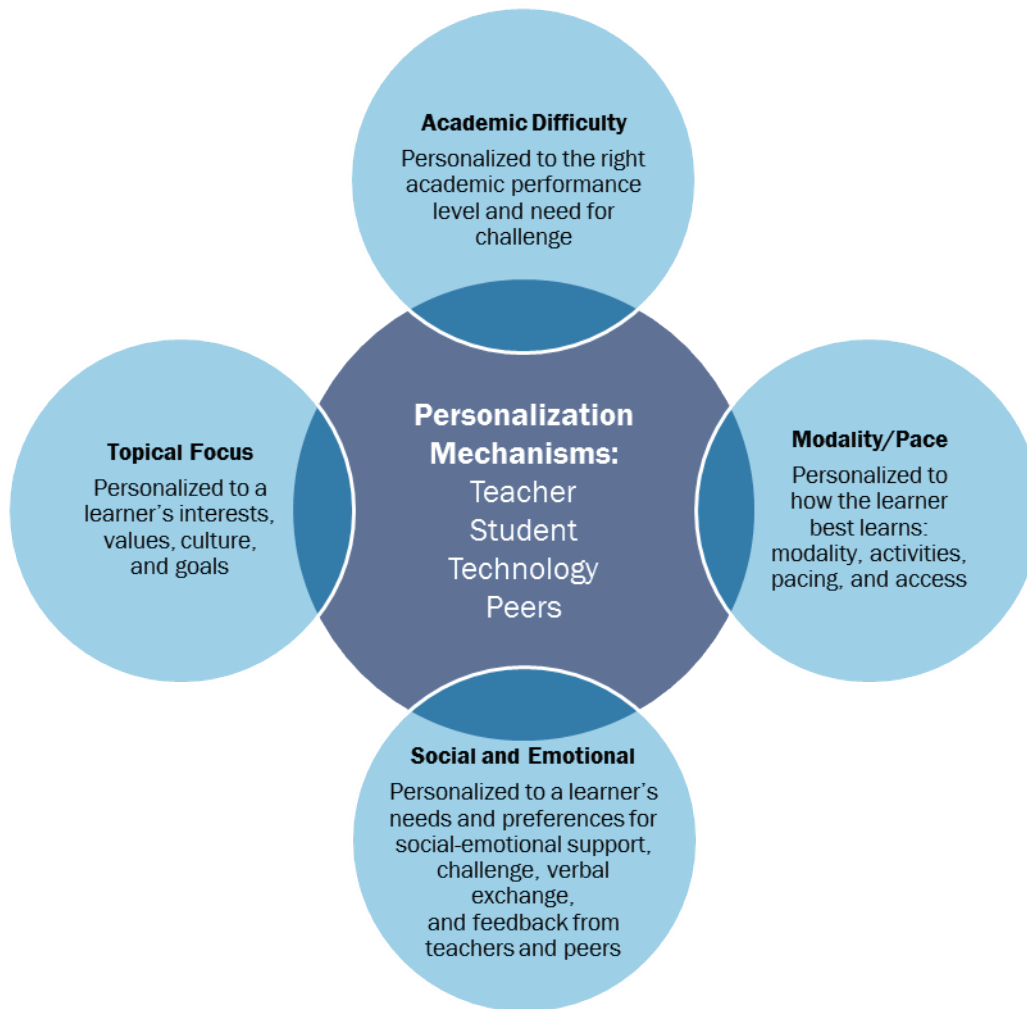 Academic Difficulty
Personalized to the right
academic performance
level and need for
challenge
Topical Focus
Personalized to a
learner's interests,
values, culture,
and goals
Personalization
Mechanisms:
Teacher
Student
Technology
Peers
Modality/Pace
Personalized to
how the learner
best learns:
modality, activities,
pacing, and access
Social and Emotional
Personalized to a learner's
needs and preferences for
social-emotional support,
challenge, verbal
exchange,
and feedback from
teachers and peers